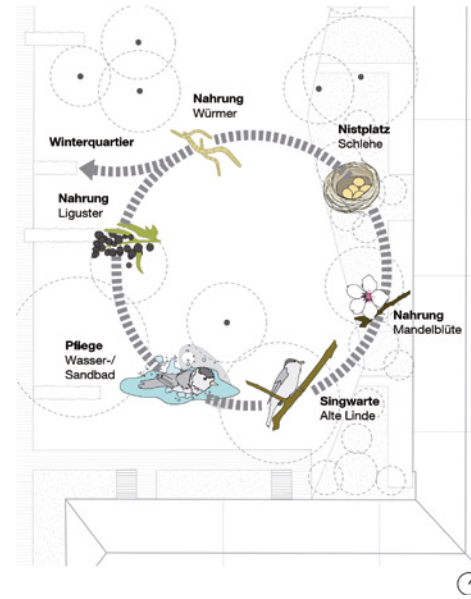 Nahrung
Würmer
Nistplatz
Schlehe
Winterquartier
Nahrung
Liguster
Nahrung
Mandelblüte
Pflege
Wasser-/
Sandbad
Singwarte
Alte Linde